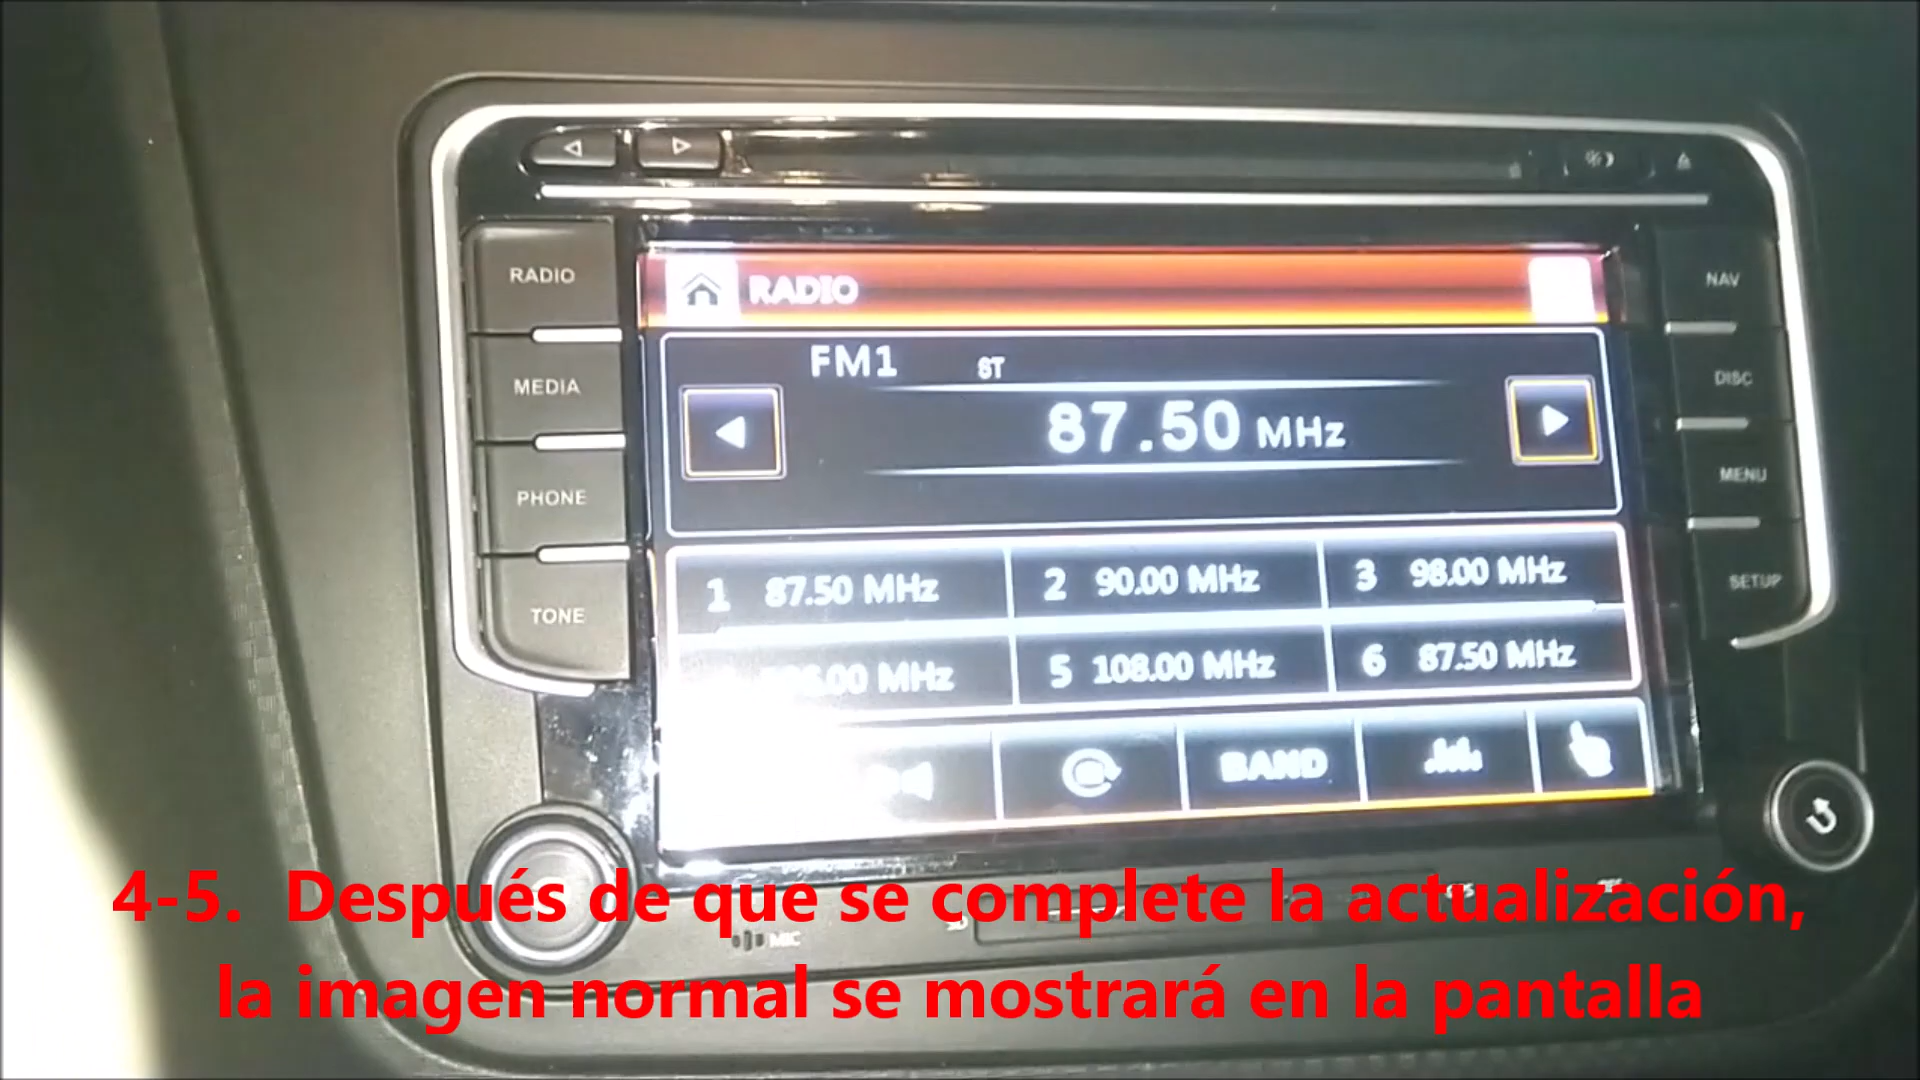 RADIO
NAV
RADIO
FM1 ST
MEDIA
DISC
87.50 MHz
MENU
PHONE
1 87.50 MHz 2 90.00 MHz 3 98.00 MHz
SETUP
TONE
5 108.00 MHz 6 87.50 MHz
BAND
4-5. Después de que se complete la actualización,
MIC
la imagen normal se mostrará en la pantalla